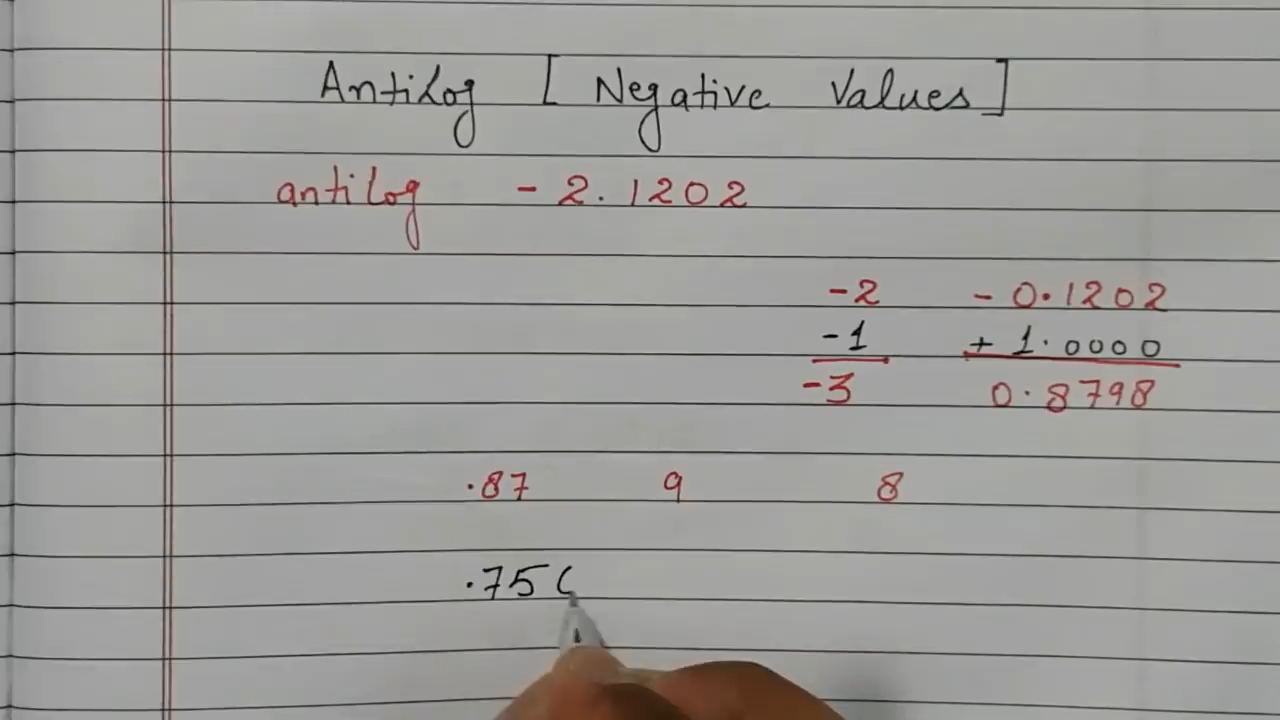 Antilog [ Negative Values ]
antilog - 2.1202
-2 - 0.1202
-1 + 1.0000
-3 0.8798
.87 9 8
.75